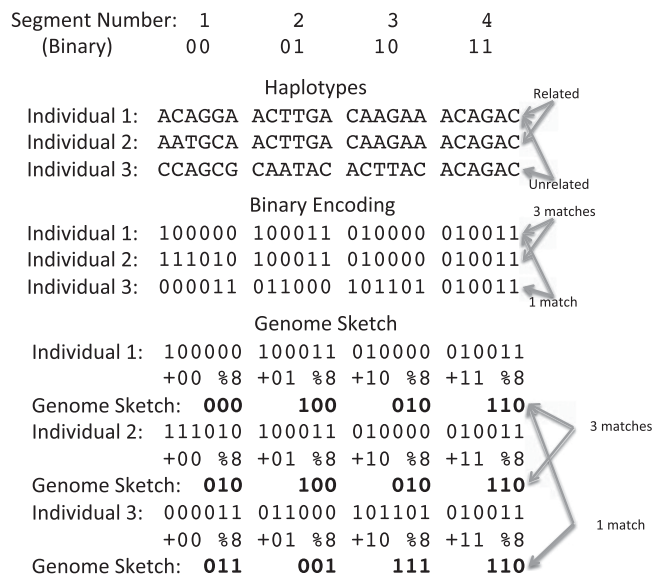 Segment Number: 1 2 3 4
(Binary) 00 01 10 11
Haplotypes
Related
Individual 1: ACAGGA ACTTGA CAAGAA ACAGAC
Individual 2: AATGCA ACTTGA CAAGAA ACAGAC
Individual 3: CCAGCG CAATAC ACTTAC ACAGAC
Unrelated
Binary Encoding
3 matches
Individual 1: 100000 100011 010000 010011
Individual 2: 111010 100011 010000 010011
Individual 3: 000011 011000 101101 010011
1 match
Genome Sketch
Individual 1: 100000 100011 010000 010011
+00 %8 +01 %8 +10 %8 +11 %8
Genome Sketch: 000 100 010 110
Individual 2: 111010 100011 010000 010011
3 matches
+00 %8 +01 %8 +10 %8 +11 %8
Genome Sketch: 010 100 010 110
Individual 3: 000011 011000 101101 010011
1 match
+00 %8 +01 %8 +10 %8 +11 %8
Genome Sketch: 011 001 111 110